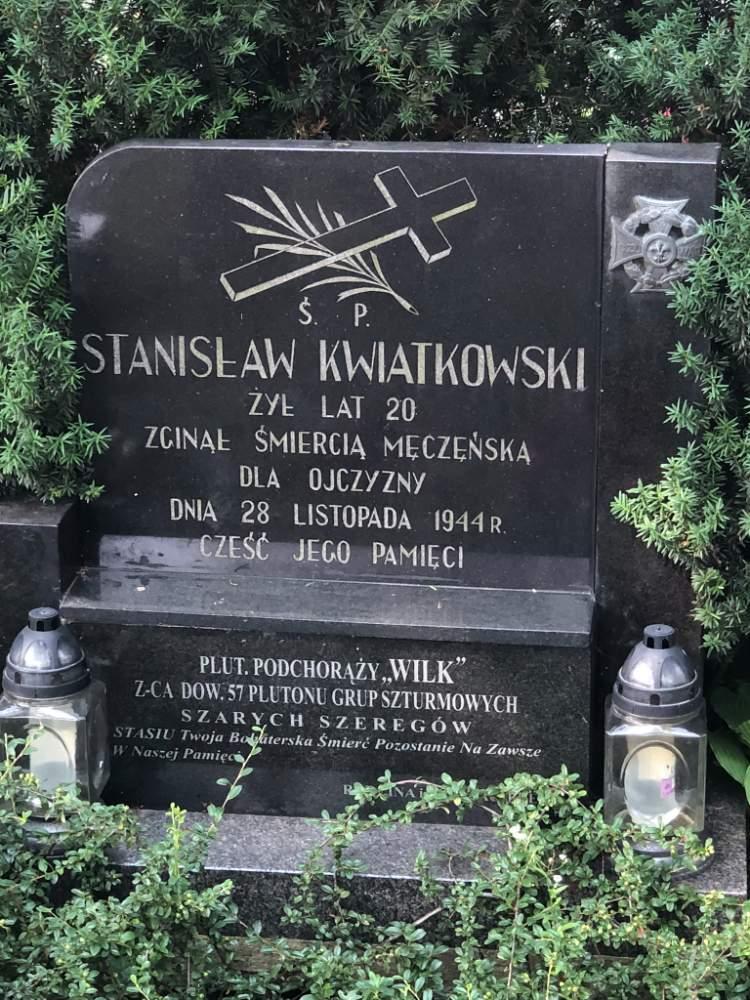 Ś. P.
STANISŁAW KWIATKOWSKI
ŻYŁ LAT 20
ZGINĄŁ ŚMIERCIĄ MĘCZEŃSKĄ
DLA OJCZYZNY
DNIA 28 LISTOPADA 1944 R.
CZEŚĆ JEGO PAMIĘCI
PLUT. PODCHORĄŻY „WILK”
Z-CA DOW. 57 PLUTONU GRUP SZTURMOWYCH
SZARYCH SZEREGÓW
STASIU Twoja Bohaterska Śmierć Pozostanie Na Zawsze
W Naszej Pamięci